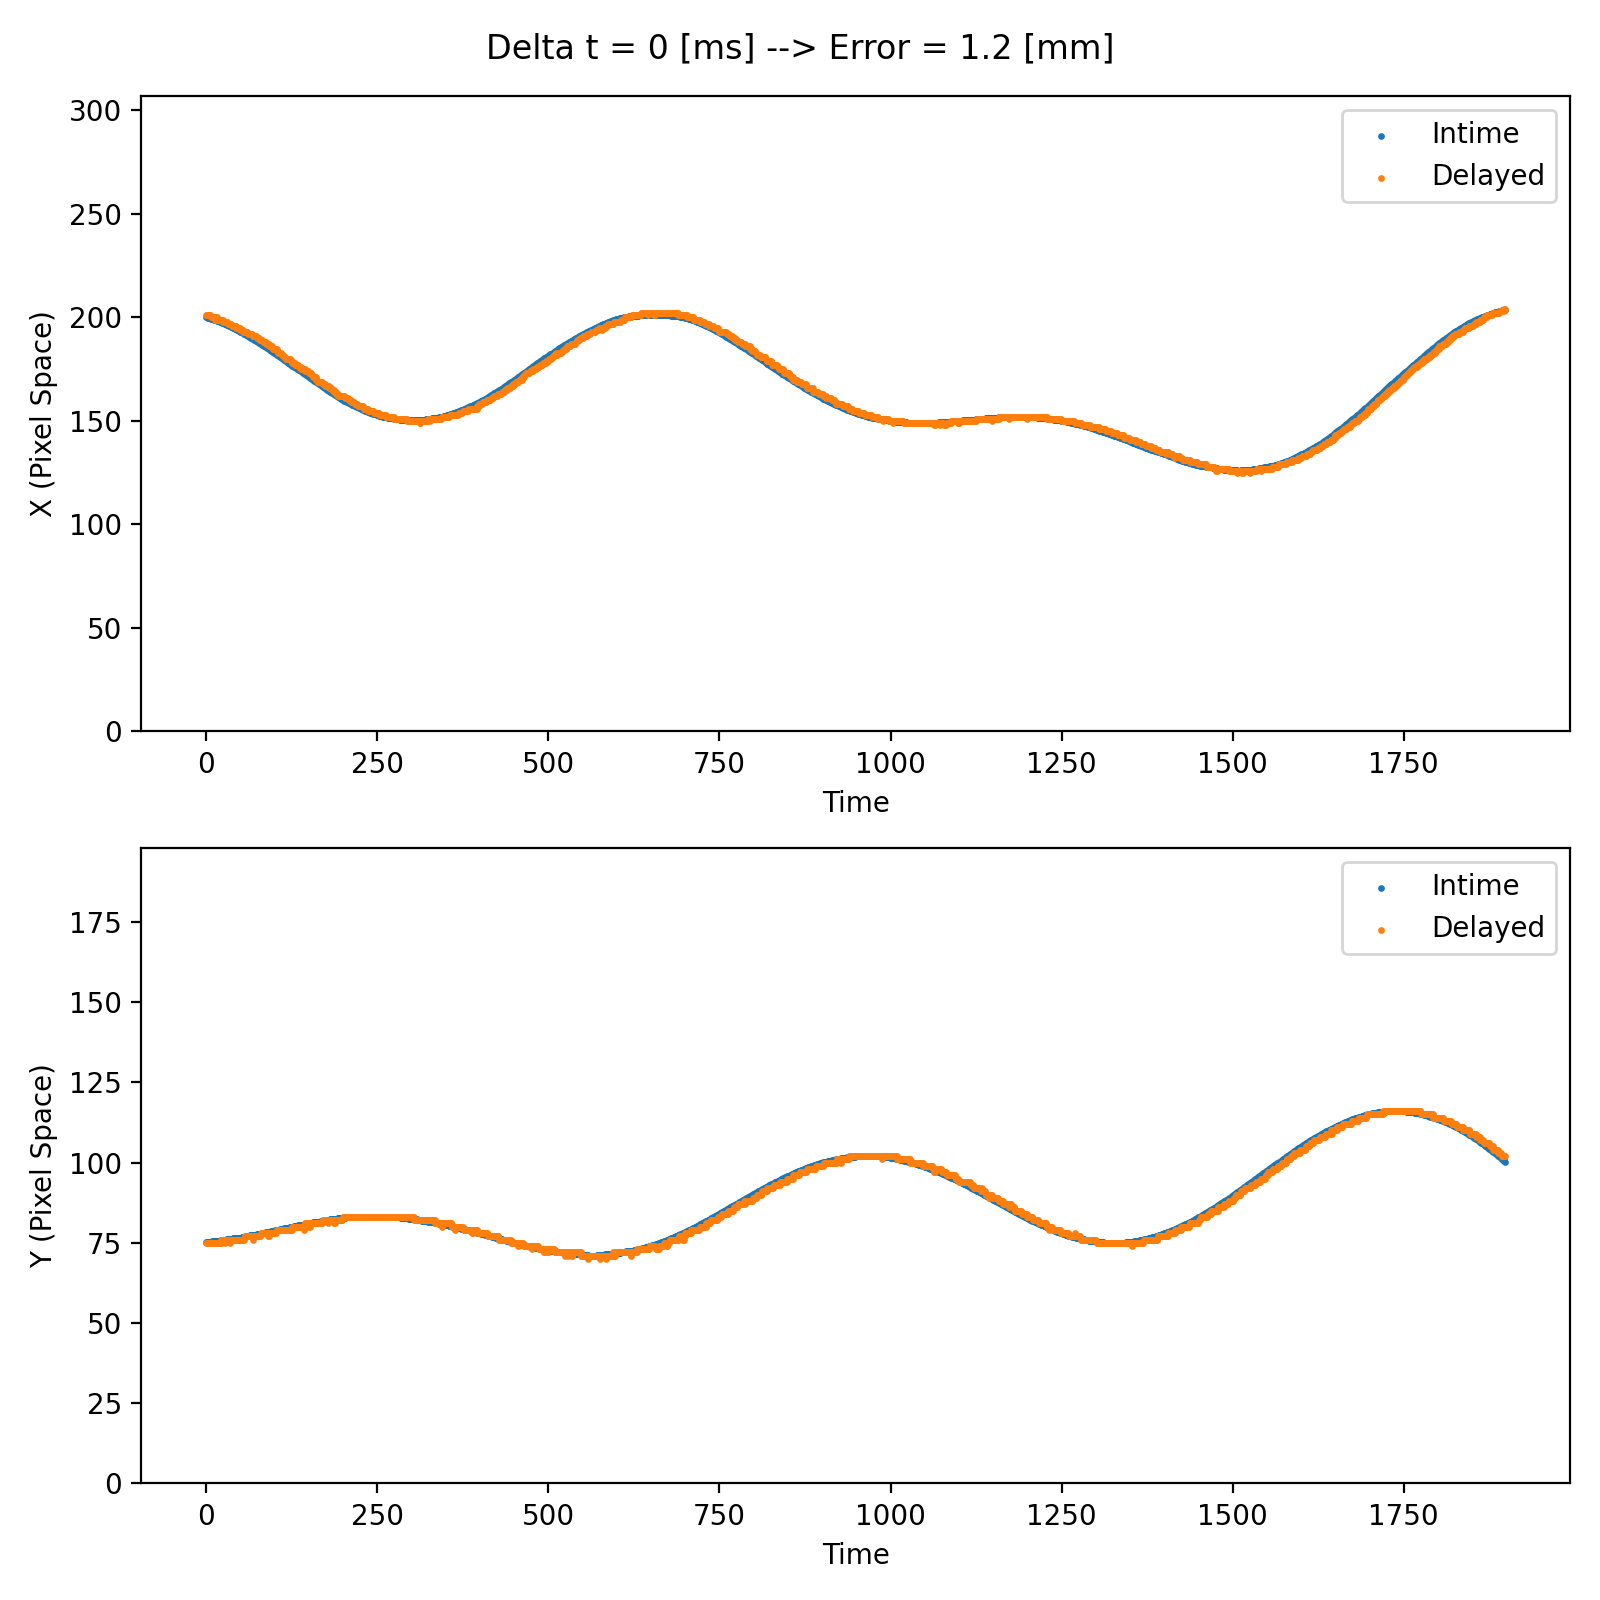 Delta t = 0 [ms] --> Error = 1.2 [mm]
300
250
200
150
100
50
0
X (Pixel Space)
Intime
Delayed
0 250 500 750 1000 1250 1500 1750
Time
175
150
125
100
75
50
25
0
Y (Pixel Space)
Intime
Delayed
0 250 500 750 1000 1250 1500 1750
Time